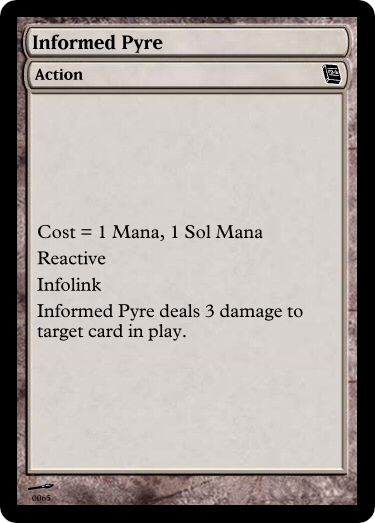 Informed Pyre
Action
Cost = 1 Mana, 1 Sol Mana
Reactive
Infolink
Informed Pyre deals 3 damage to
target card in play.
0065